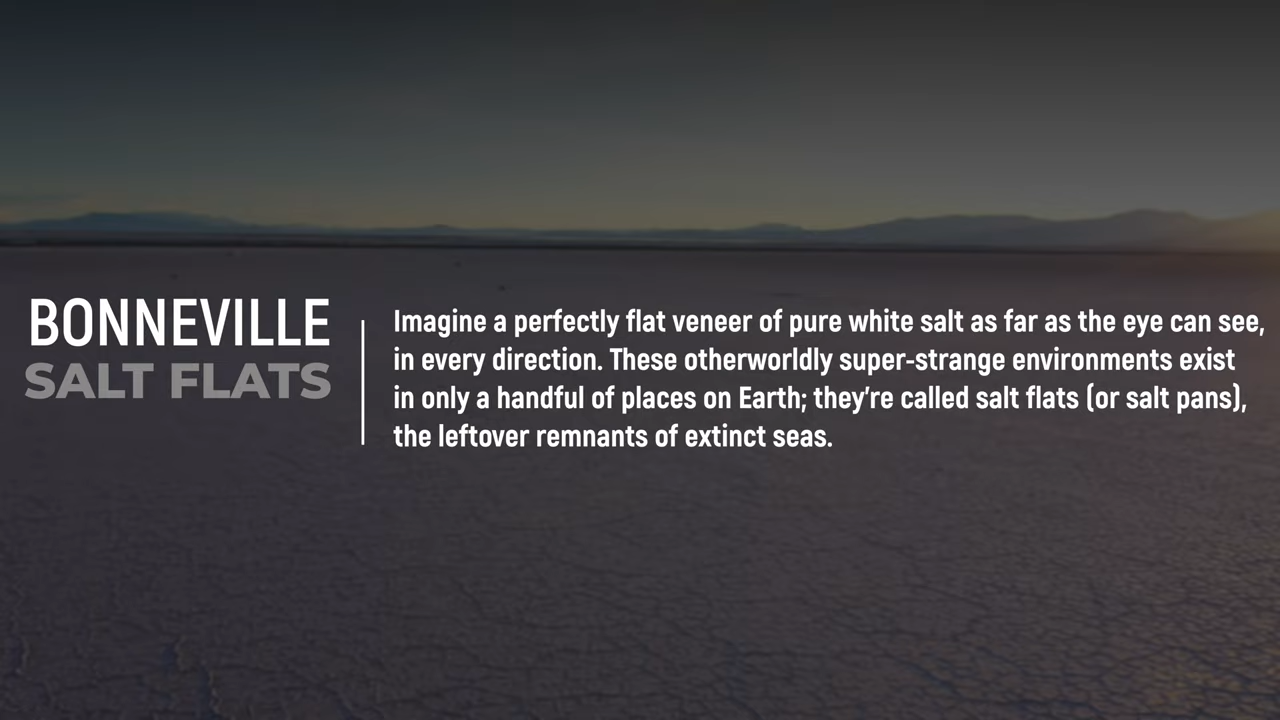 BONNEVILLE
SALT FLATS
Imagine a perfectly flat veneer of pure white salt as far as the eye can see,
in every direction. These otherworldly super-strange environments exist
in only a handful of places on Earth; they're called salt flats (or salt pans),
the leftover remnants of extinct seas.